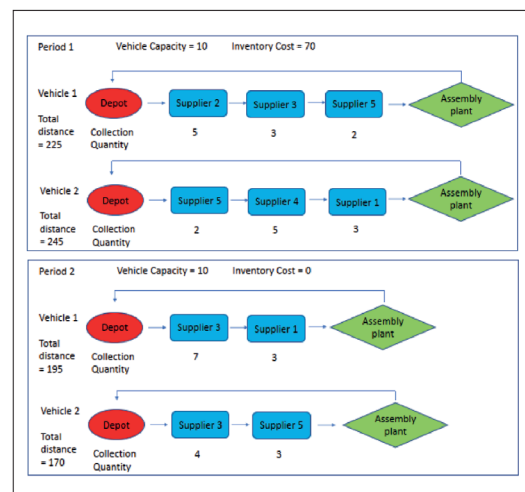 Period 1 Vehicle Capacity = 10 Inventory Cost = 70
Vehicle 1
Depot Supplier 2 Supplier 3 Supplier 5 Assembly plant
Total distance = 225
Collection Quantity 5 3 2
Vehicle 2
Depot Supplier 5 Supplier 4 Supplier 1 Assembly plant
Total distance = 245
Collection Quantity 2 5 3
Period 2 Vehicle Capacity = 10 Inventory Cost = 0
Vehicle 1
Depot Supplier 3 Supplier 1 Assembly plant
Total distance = 195
Collection Quantity 7 3
Vehicle 2
Depot Supplier 3 Supplier 5 Assembly plant
Total distance = 170
Collection Quantity 4 3